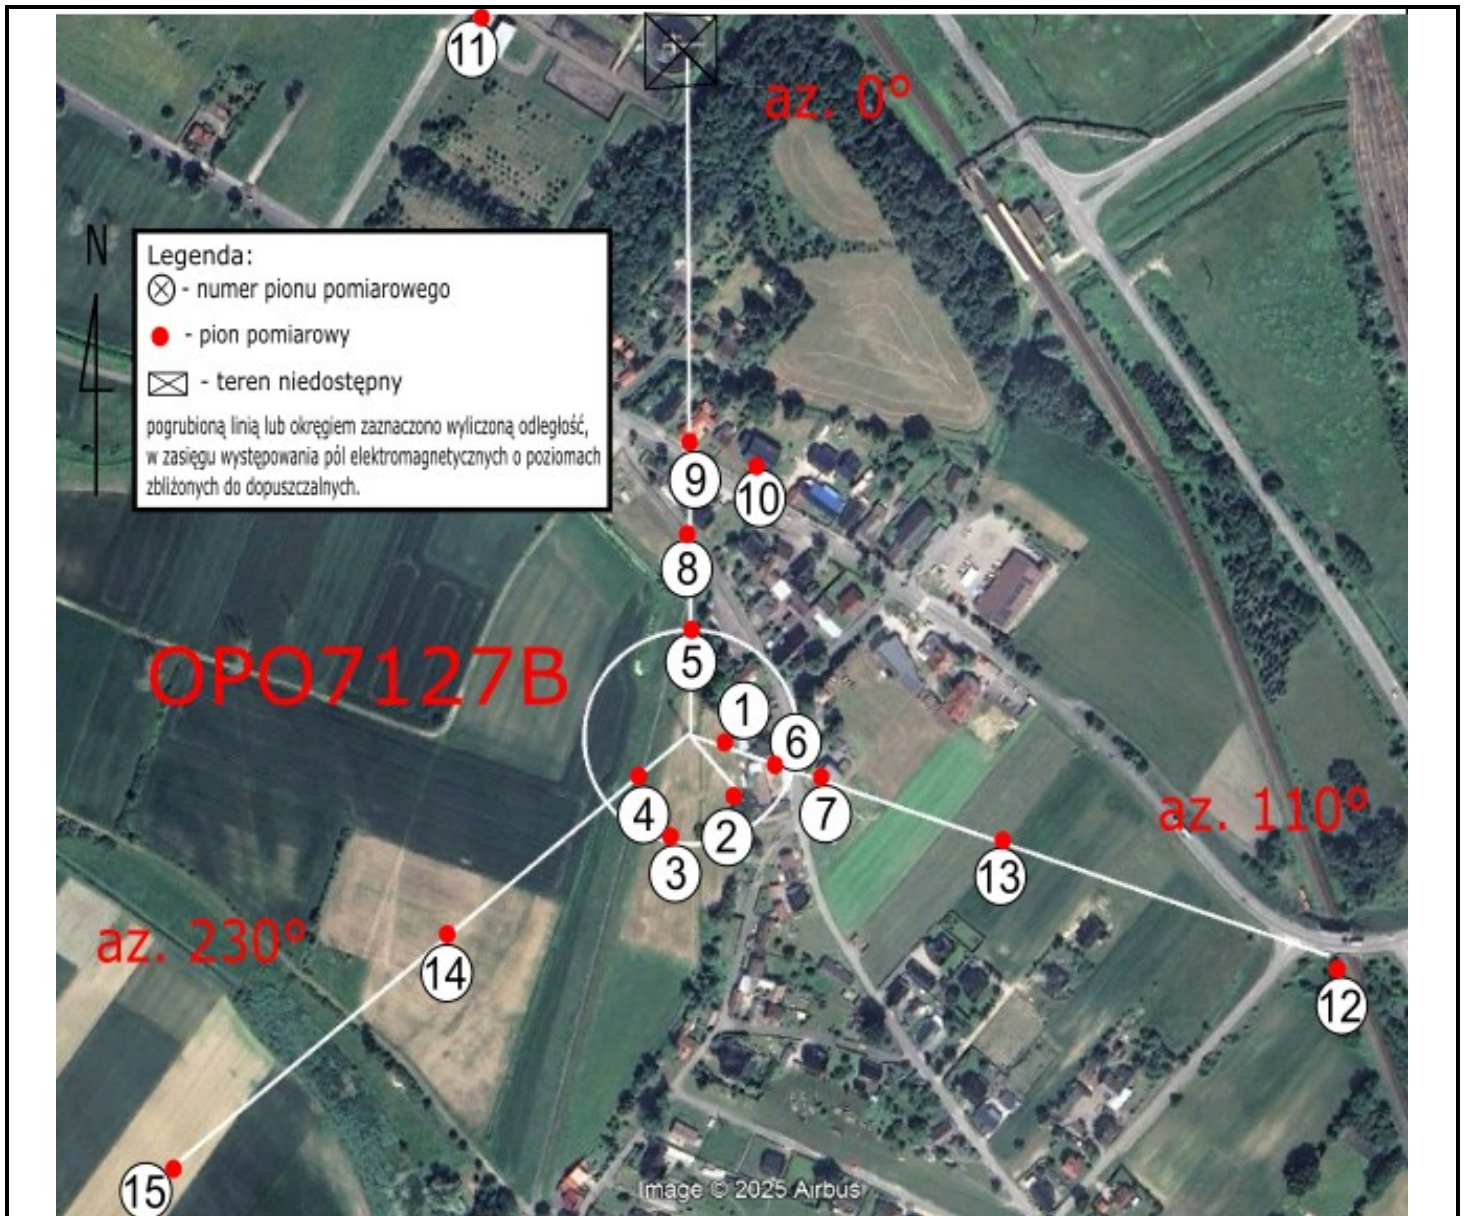 11
az. 0°
N
Legenda:
- numer pionu pomiarowego
- pion pomiarowy
- teren niedostępny
pogrubioną linią lub okręgiem zaznaczono wyliczoną odległość,
w zasięgu występowania pól elektromagnetycznych o poziomach
zbliżonych do dopuszczalnych.
9
10
8
OPO7127B
5
1
6
4
2
7
3
az. 110°
13
az. 230°
14
12
15
Image © 2025 Airbus